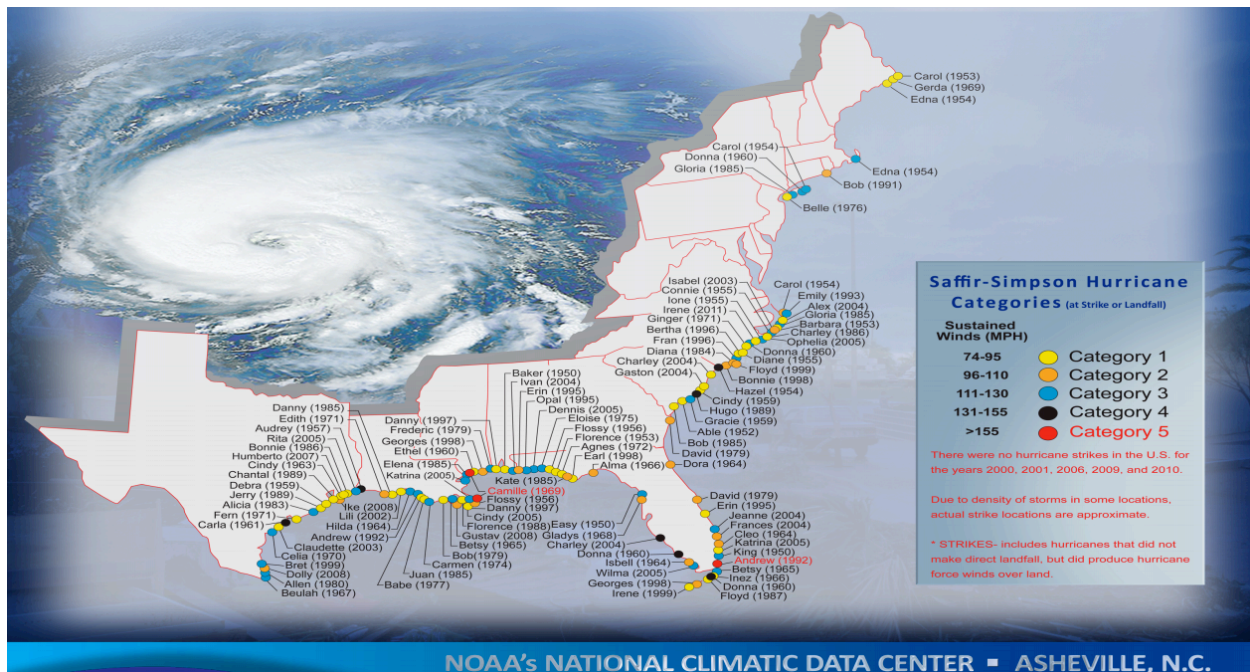 Carol (1953)
Gerda (1969)
Edna (1954)
Carol (1954)
Donna (1960)
Gloria (1985)
Edna (1954)
Bob (1991)
Belle (1976)
Isabel (2003)
Connie (1955)
Ione (1955)
Irene (2011)
Ginger (1971)
Bertha (1996)
Fran (1996)
Diana (1984)
Charley (2004)
Gaston (2004)
Carol (1954)
Emily (1993)
Alex (2004)
Gloria (1985)
Barbara (1953)
Charley (1986)
Ophelia (2005)
Donna (1960)
Diane (1955)
Floyd (1999)
Bonnie (1998)
Hazel (1954)
Cindy (1959)
Hugo (1989)
Gracie (1959)
Able (1952)
Bob (1985)
David (1979)
Dora (1964)
Baker (1950)
Ivan (2004)
Erin (1995)
Opal (1995)
Dennis (2005)
Eloise (1975)
Flossy (1956)
Florence (1953)
Agnes (1972)
Earl (1998)
Alma (1966)
Kate (1985)
Danny (1997)
Frederic (1979)
Georges (1998)
Ethel (1960)
Elena (1985)
Katrina (2005)
Camille (1969)
Flossy (1956)
Danny (1997)
Cindy (2005)
Florence (1988)
Gustav (2008)
Betsy (1965)
Bob(1979)
Carmen (1974)
Juan (1985)
Babe (1977)
Danny (1985)
Edith (1971)
Audrey (1957)
Rita (2005)
Bonnie (1986)
Humberto (2007)
Cindy (1963)
Chantal (1989)
Debra (1959)
Jerry (1989)
Alicia (1983)
Fern (1971)
Carla (1961)
Ike (2008)
Lili (2002)
Hilda (1964)
Andrew (1992)
Claudette (2003)
Celia (1970)
Bret (1999)
Dolly (2008)
Allen (1980)
Beulah (1967)
Easy (1950)
Gladys (1968)
Charley (2004)
Donna (1960)
Isbell (1964)
Wilma (2005)
Georges (1998)
Irene (1999)
David (1979)
Erin (1995)
Jeanne (2004)
Frances (2004)
Cleo (1964)
Katrina (2005)
King (1950)
Andrew (1992)
Betsy (1965)
Inez (1966)
Donna (1960)
Floyd (1987)
Saffir-Simpson Hurricane
Categories (at Strike or Landfall)
Sustained
Winds (MPH)
74-95 Category 1
96-110 Category 2
111-130 Category 3
131-155 Category 4
>155 Category 5
There were no hurricane strikes in the U.S. for
the years 2000, 2001, 2006, 2009, and 2010.
Due to density of storms in some locations,
actual strike locations are approximate.
* STRIKES- includes hurricanes that did not
make direct landfall, but did produce hurricane
force winds over land.
NOAA's NATIONAL CLIMATIC DATA CENTER ▪ ASHEVILLE, N.C.